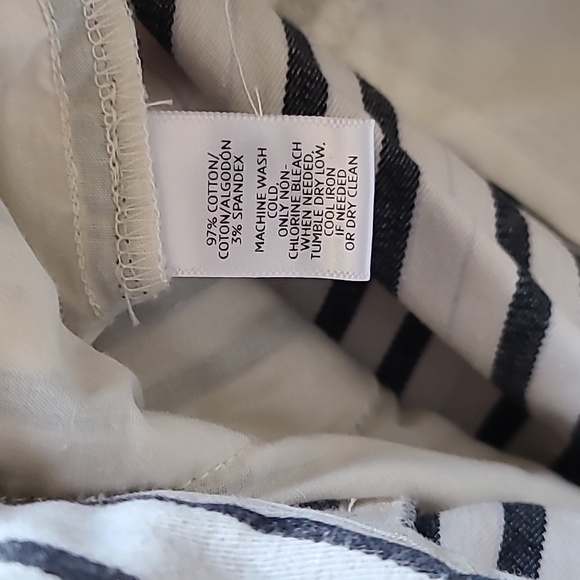 97% COTTON/
COTON/ALGODÓN
3% SPANDEX
MACHINE WASH
COLD,
ONLY NON-
CHLORINE BLEACH
WHEN NEEDED.
TUMBLE DRY LOW.
COOL IRON
IF NEEDED
OR DRY CLEAN